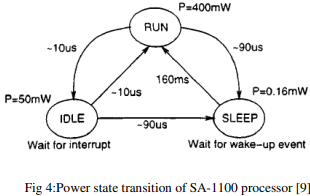 P=400mW
RUN
~10us
~90us
160ms
P=50mW
~10us
P=0.16mW
IDLE
~90us
SLEEP
Wait for interrupt
Wait for wake-up event
Fig 4:Power state transition of SA-1100 processor [9]